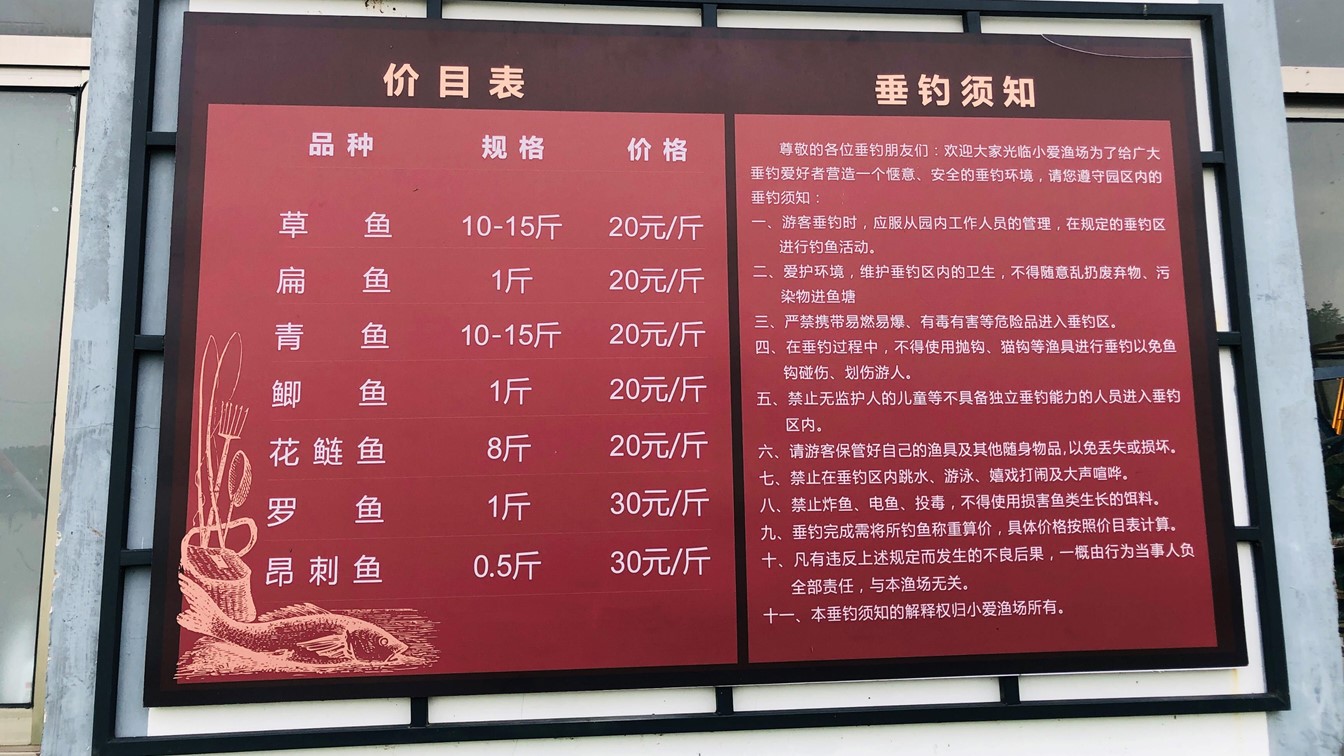 价目表
品种 规格 价格
草鱼 10-15斤 20元/斤
扁鱼 1斤 20元/斤
青鱼 10-15斤 20元/斤
鲫鱼 1斤 20元/斤
花鲢鱼 8斤 20元/斤
罗鱼 1斤 30元/斤
昂刺鱼 0.5斤 30元/斤
垂钓须知
尊敬的各位垂钓朋友们：欢迎大家光临小爱渔场为了给广大
垂钓爱好者营造一个惬意、安全的垂钓环境，请您遵守园区内的
垂钓须知：
一、游客垂钓时，应服从园内工作人员的管理，在规定的垂钓区
进行钓鱼活动。
二、爱护环境，维护垂钓区内的卫生，不得随意乱扔废弃物、污
染物进鱼塘
三、严禁携带易燃易爆、有毒有害等危险品进入垂钓区。
四、在垂钓过程中，不得使用抛钩、猫钩等渔具进行垂钓以免鱼
钩碰伤、划伤游人。
五、禁止无监护人的儿童等不具备独立垂钓能力的人员进入垂钓
区内。
六、请游客保管好自己的渔具及其他随身物品,以免丢失或损坏。
七、禁止在垂钓区内跳水、游泳、嬉戏打闹及大声喧哗。
八、禁止炸鱼、电鱼、投毒，不得使用损害鱼类生长的饵料。
九、垂钓完成需将所钓鱼称重算价，具体价格按照价目表计算。
十、凡有违反上述规定而发生的不良后果，一概由行为当事人负
全部责任，与本渔场无关。
十一、本垂钓须知的解释权归小爱渔场所有。